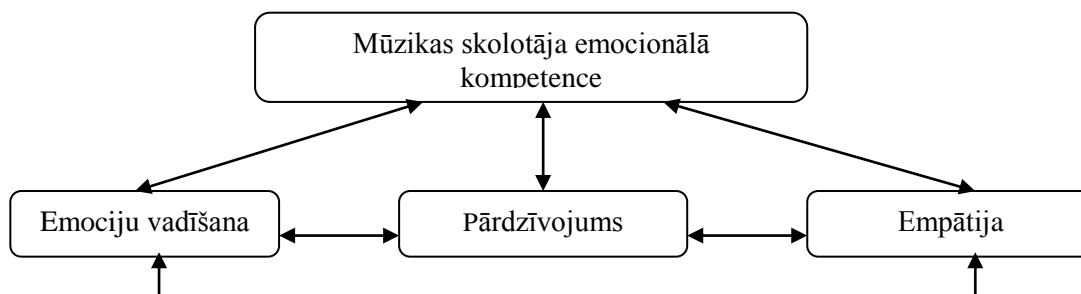 Mūzikas skolotāja emocionālā
kompetence
Emociju vadīšana
Pārdzīvojums
Empātija